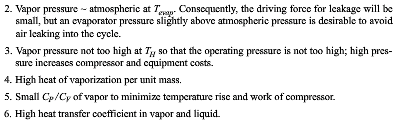 2. Vapor pressure ~ atmospheric at T_evap. Consequently, the driving force for leakage will be
small, but an evaporator pressure slightly above atmospheric pressure is desirable to avoid
air leaking into the cycle.
3. Vapor pressure not too high at T_H so that the operating pressure is not too high; high pres-
sure increases compressor and equipment costs.
4. High heat of vaporization per unit mass.
5. Small C_P/C_V of vapor to minimize temperature rise and work of compressor.
6. High heat transfer coefficient in vapor and liquid.